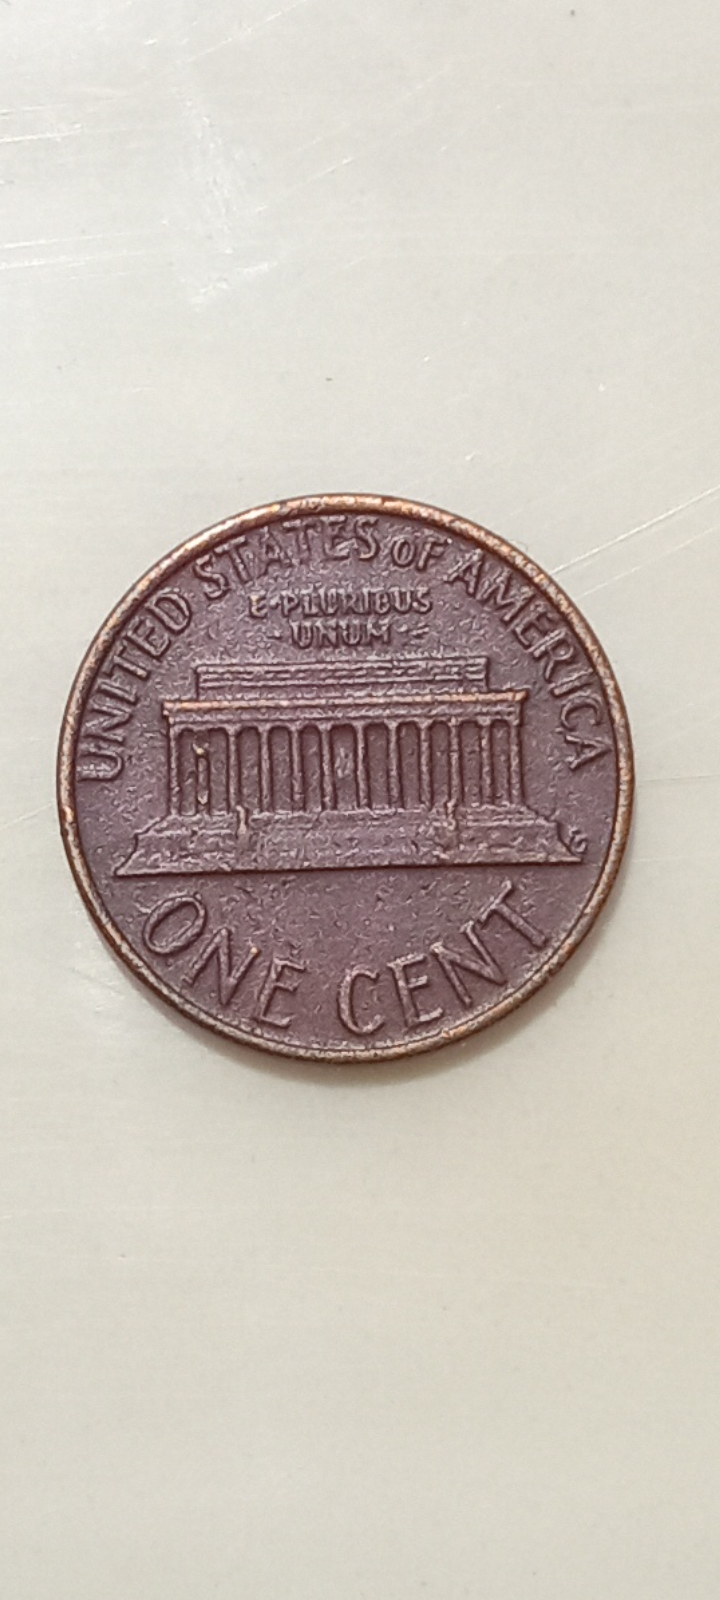 UNITED STATES OF AMERICA
E·PLURIBUS
·UNUM·
ONE CENT